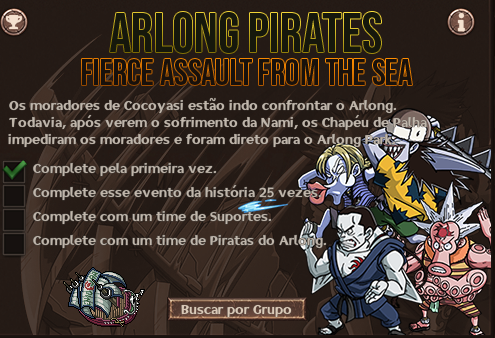 ARLONG PIRATES
FIERCE ASSAULT FROM THE SEA
Os moradores de Cocoyasi estão indo confrontar o Arlong.
Todavia, após verem o sofrimento da Nami, os Chapéu de Palha
impediram os moradores e foram direto para o Arlong Park.
Complete pela primeira vez.
Complete esse evento da história 25 vezes.
Complete com um time de Suportes.
Complete com um time de Piratas do Arlong.
Buscar por Grupo